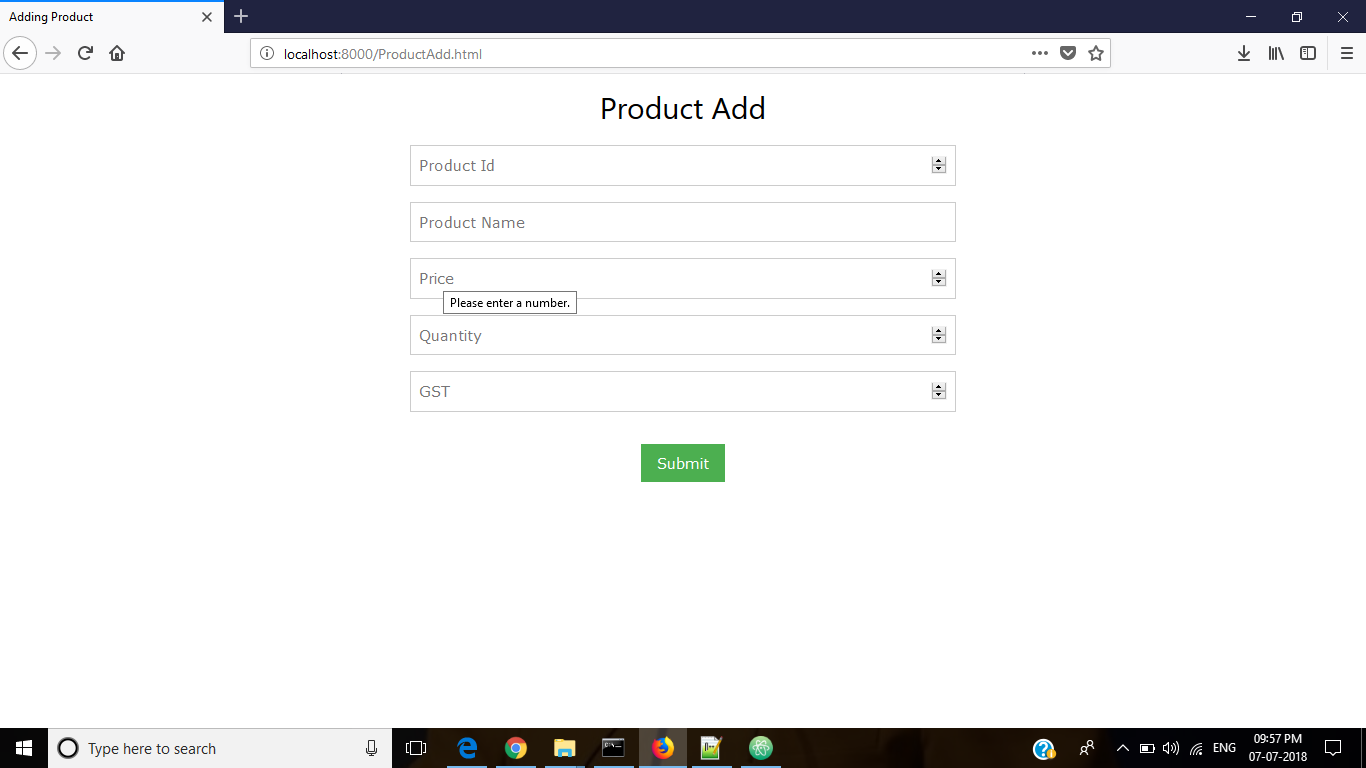 Adding Product
localhost:8000/ProductAdd.html
Product Add
Product Id
Product Name
Price
Please enter a number.
Quantity
GST
Submit
Type here to search
ENG
09:57 PM
07-07-2018